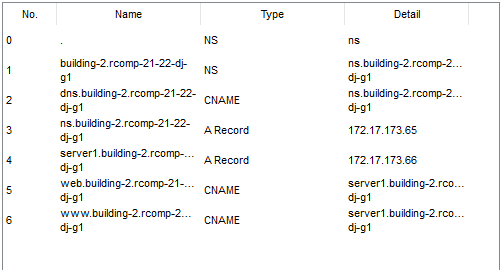 No. Name Type Detail
0 . NS ns
building-2.rcomp-21-22-dj- ns.building-2.rcomp-2...
1 NS
g1 dj-g1
dns.building-2.rcomp-21-22- ns.building-2.rcomp-2...
2 CNAME
dj-g1 dj-g1
ns.building-2.rcomp-21-22-
3 A Record 172.17.173.65
dj-g1
server1.building-2.rcomp-...
4 A Record 172.17.173.66
dj-g1
web.building-2.rcomp-21-... server1.building-2.rcomp-...
5 CNAME
dj-g1 dj-g1
www.building-2.rcomp-2... server1.building-2.rcomp-...
6 CNAME
dj-g1 dj-g1